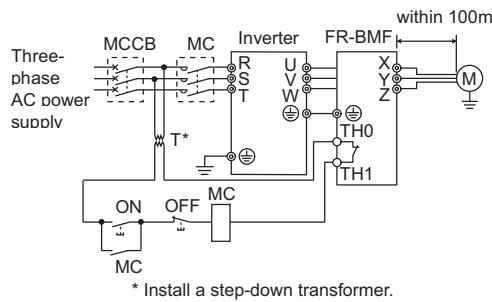 within 100m
MCCB MC Inverter FR-BMF
Three-
phase
AC power
supply
R U X
S V Y M
T W Z
T*
TH0
TH1
ON OFF MC
MC
* Install a step-down transformer.